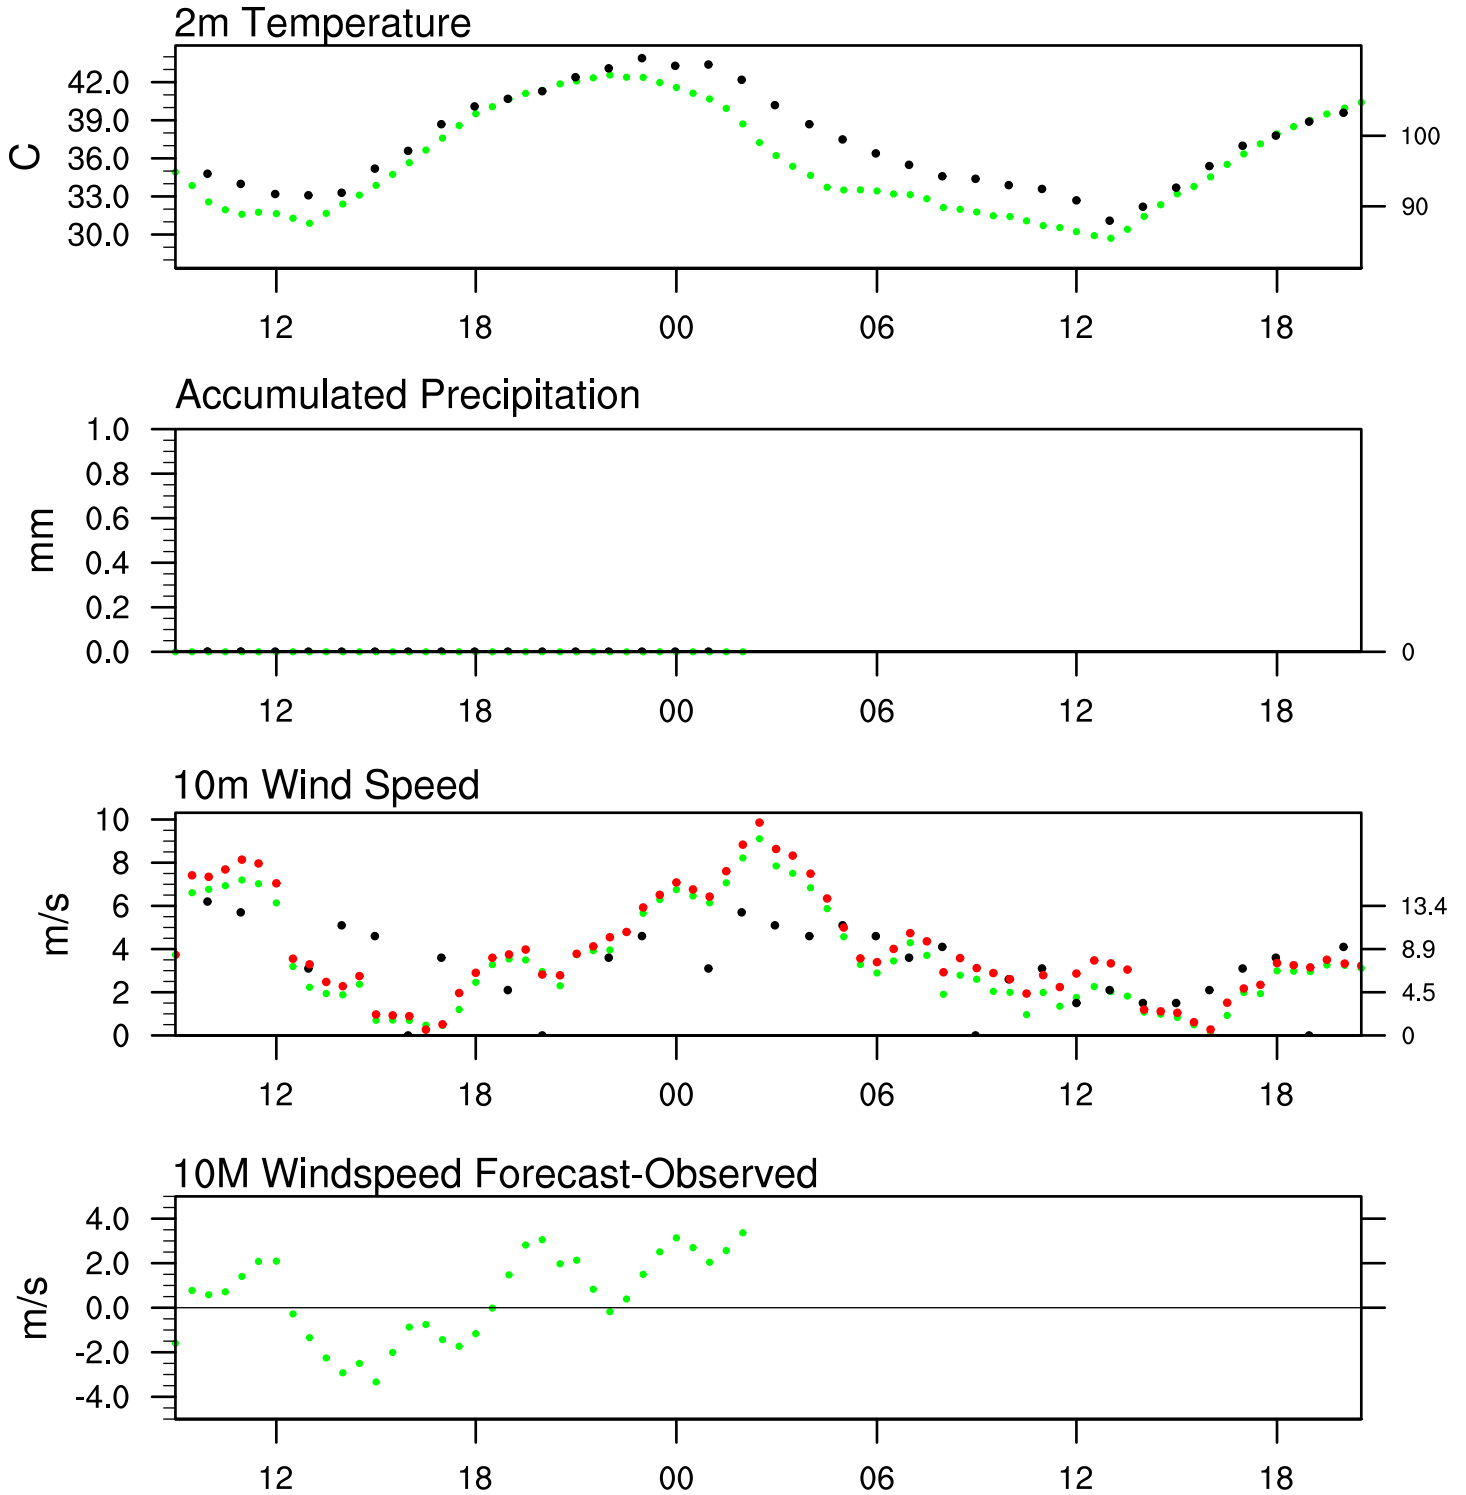 2m Temperature
42.0
39.0
36.0
33.0
30.0
C
100
90
12 18 00 06 12 18
Accumulated Precipitation
1.0
0.8
0.6
0.4
0.2
0.0
mm
0
12 18 00 06 12 18
10m Wind Speed
10
8
6
4
2
0
m/s
13.4
8.9
4.5
0
12 18 00 06 12 18
10M Windspeed Forecast-Observed
4.0
2.0
0.0
-2.0
-4.0
m/s
12 18 00 06 12 18